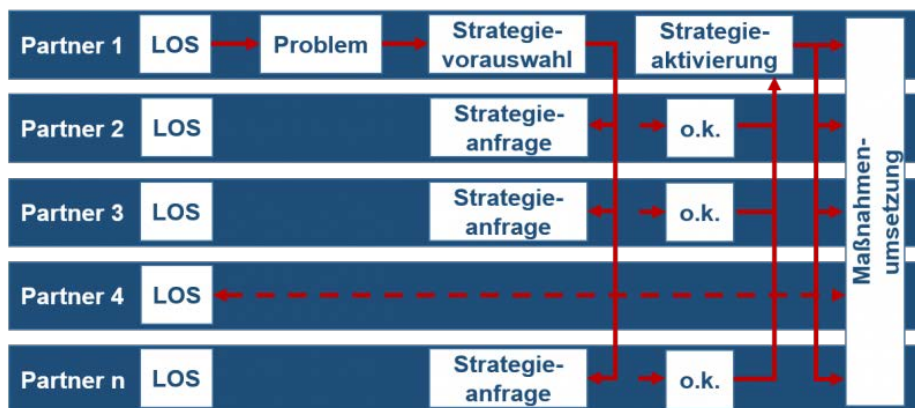 Partner 1 LOS Problem Strategie-
vorauswahl Strategie-
aktivierung
Partner 2 LOS Strategie-
anfrage o.k.
Partner 3 LOS Strategie-
anfrage o.k.
Partner 4 LOS
Partner n LOS Strategie-
anfrage o.k.
Maßnahmen-
umsetzung